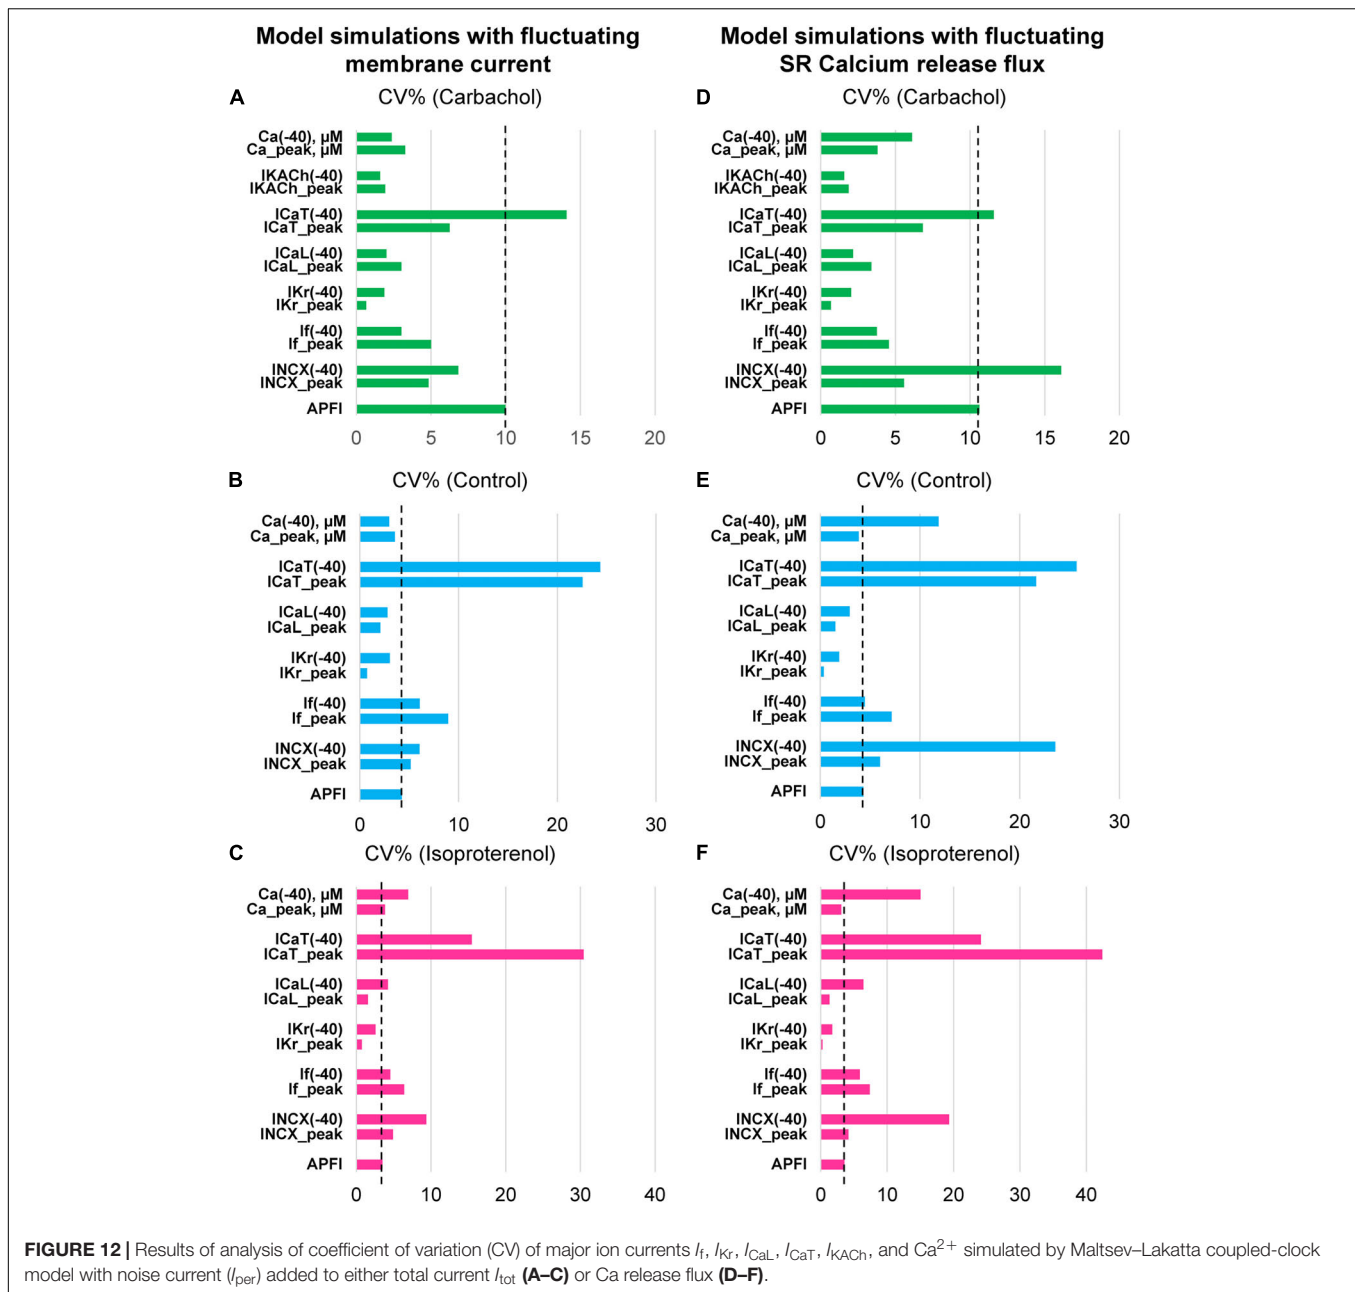 Model simulations with fluctuating
membrane current
A
CV% (Carbachol)
Ca(-40), µM
Ca_peak, µM
IKACh(-40)
IKACh_peak
ICaT(-40)
ICaT_peak
ICaL(-40)
ICaL_peak
IKr(-40)
IKr_peak
If(-40)
If_peak
INCX(-40)
INCX_peak
APFI
0 5 10 15 20
B
CV% (Control)
Ca(-40), µM
Ca_peak, µM
ICaT(-40)
ICaT_peak
ICaL(-40)
ICaL_peak
IKr(-40)
IKr_peak
If(-40)
If_peak
INCX(-40)
INCX_peak
APFI
0 10 20 30
C
CV% (Isoproterenol)
Ca(-40), µM
Ca_peak, µM
ICaT(-40)
ICaT_peak
ICaL(-40)
ICaL_peak
IKr(-40)
IKr_peak
If(-40)
If_peak
INCX(-40)
INCX_peak
APFI
0 10 20 30 40
Model simulations with fluctuating
SR Calcium release flux
D
CV% (Carbachol)
Ca(-40), µM
Ca_peak, µM
IKACh(-40)
IKACh_peak
ICaT(-40)
ICaT_peak
ICaL(-40)
ICaL_peak
IKr(-40)
IKr_peak
If(-40)
If_peak
INCX(-40)
INCX_peak
APFI
0 5 10 15 20
E
CV% (Control)
Ca(-40), µM
Ca_peak, µM
ICaT(-40)
ICaT_peak
ICaL(-40)
ICaL_peak
IKr(-40)
IKr_peak
If(-40)
If_peak
INCX(-40)
INCX_peak
APFI
0 10 20 30
F
CV% (Isoproterenol)
Ca(-40), µM
Ca_peak, µM
ICaT(-40)
ICaT_peak
ICaL(-40)
ICaL_peak
IKr(-40)
IKr_peak
If(-40)
If_peak
INCX(-40)
INCX_peak
APFI
0 10 20 30 40
FIGURE 12 | Results of analysis of coefficient of variation (CV) of major ion currents If, IKr, ICaL, ICaT, IKACh, and Ca2+ simulated by Maltsev–Lakatta coupled-clock
model with noise current (Iper) added to either total current Itot (A–C) or Ca release flux (D–F).